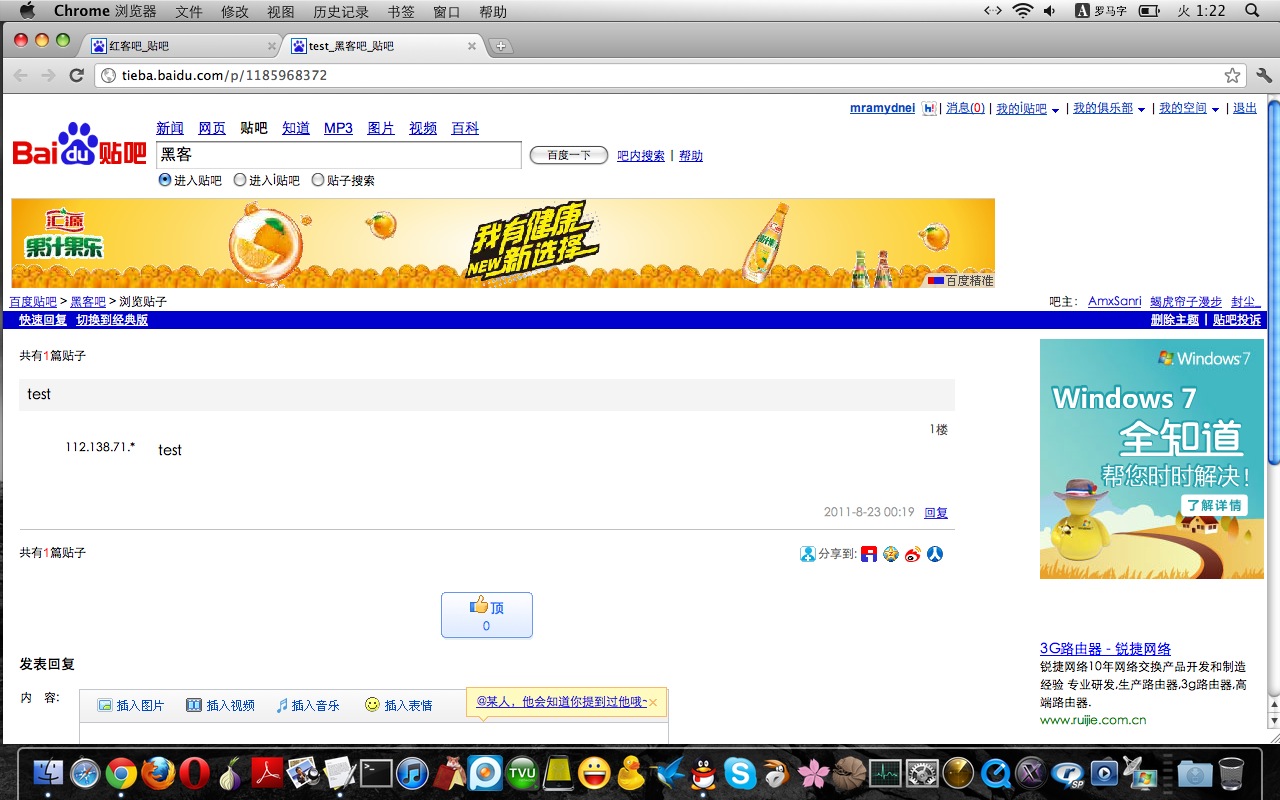 Chrome 浏览器 文件 修改 视图 历史记录 书签 窗口 帮助 A 罗马字 火 1:22
红客吧_贴吧 test_黑客吧_贴吧
tieba.baidu.com/p/1185968372
mramydnei | 消息(0) | 我的i贴吧 | 我的俱乐部 | 我的空间 | 退出
新闻 网页 贴吧 知道 MP3 图片 视频 百科
Bai du 贴吧 黑客 百度一下 吧内搜索 | 帮助
进入贴吧 进入i贴吧 贴子搜索
汇源
果汁果乐
我有健康
NEW 新选择
百度精准
百度贴吧 > 黑客吧 > 浏览贴子 吧主: AmxSanri 蝎虎帘子漫步 封尘_
快速回复 切换到经典版 删除主题 | 贴吧投诉
共有1篇贴子
test
1楼
112.138.71.* test
2011-8-23 00:19 回复
共有1篇贴子 分享到:
顶
0
发表回复
内 容: 插入图片 插入视频 插入音乐 插入表情 @某人，他会知道你提到过他哦~ ×
Windows 7
Windows 7
全知道
帮您时时解决!
了解详情
3G路由器 - 锐捷网络
锐捷网络10年网络交换产品开发和制造
经验 专业研发,生产路由器,3g路由器,高
端路由器.
www.ruijie.com.cn
TVU
SP